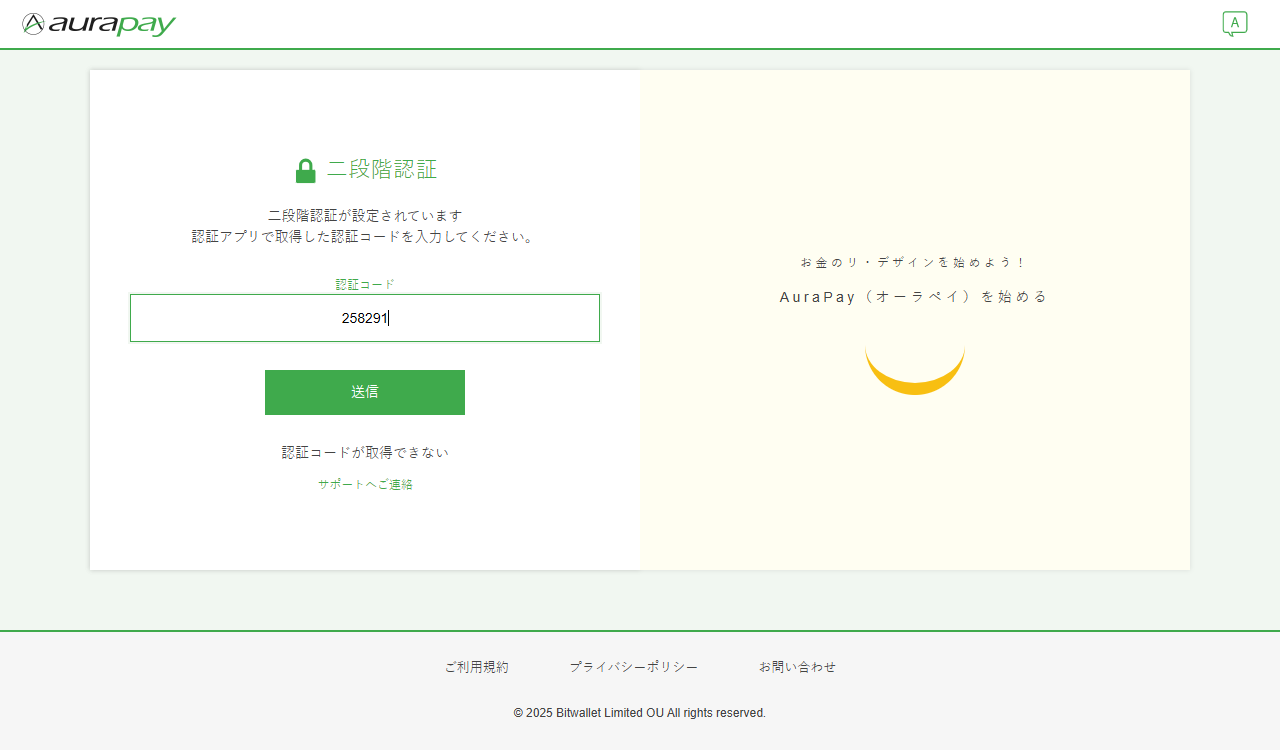 aurapay
A
二段階認証
二段階認証が設定されています
認証アプリで取得した認証コードを入力してください。
認証コード
258291
送信
認証コードが取得できない
サポートへご連絡
お金のリ・デザインを始めよう！
AuraPay（オーラペイ）を始める
ご利用規約 プライバシーポリシー お問い合わせ
© 2025 Bitwallet Limited OU All rights reserved.